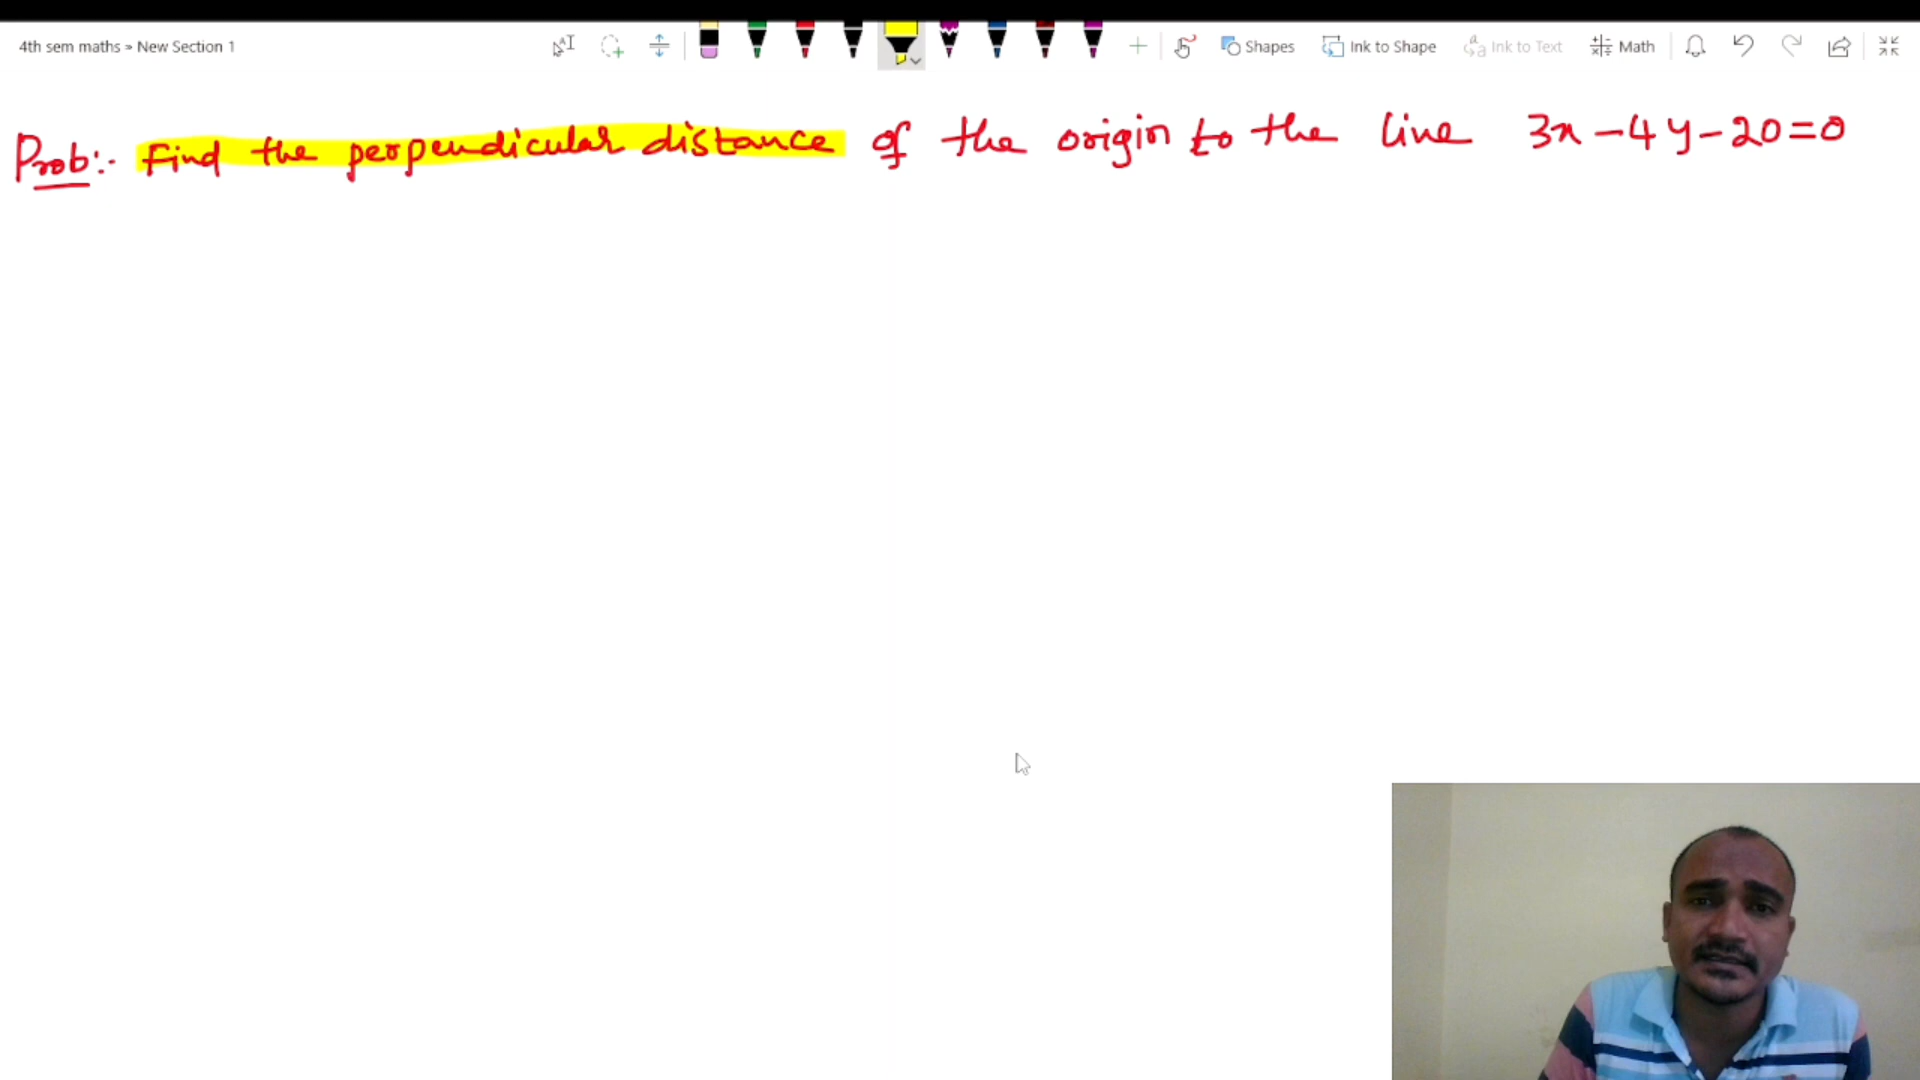 4th sem maths » New Section 1
Shapes
Ink to Shape
Ink to Text
Math
Prob:- Find the perpendicular distance of the origin to the line 3x-4y-20=0